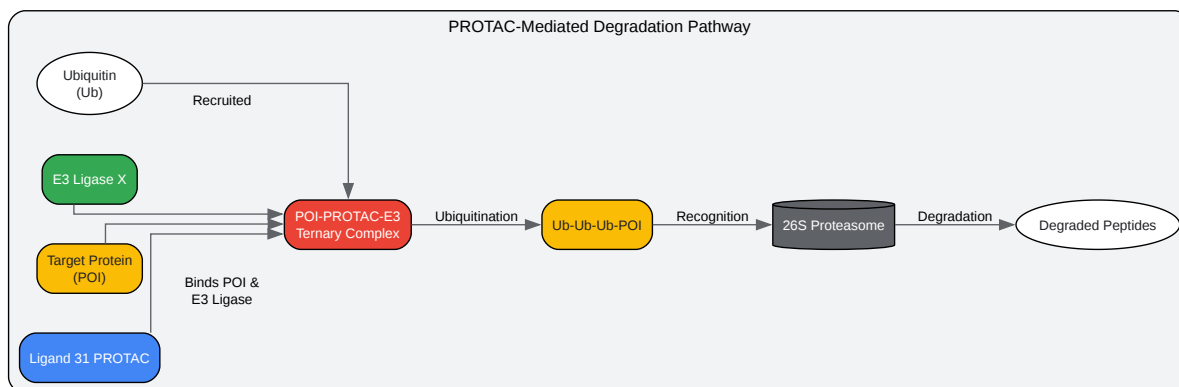 PROTAC-Mediated Degradation Pathway
Ubiquitin
(Ub)
Recruited
E3 Ligase X
POI-PROTAC-E3
Ternary Complex
Ubiquitination
Ub-Ub-Ub-POI
Recognition
26S Proteasome
Degradation
Degraded Peptides
Target Protein
(POI)
Binds POI &
E3 Ligase
Ligand 31 PROTAC